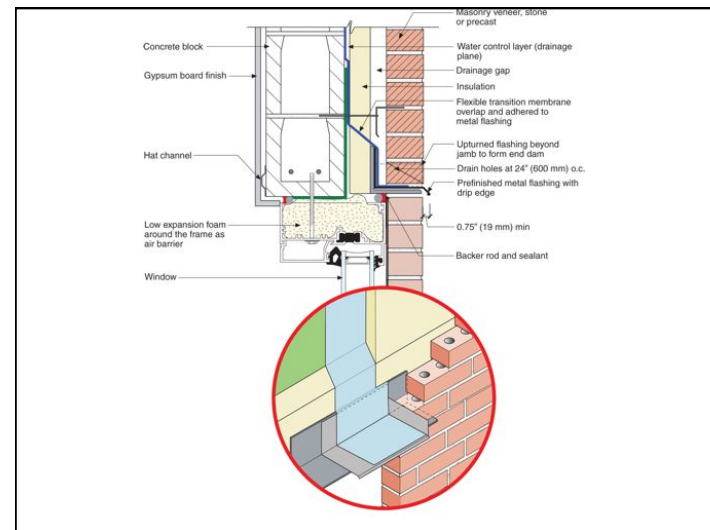 Concrete block
Gypsum board finish
Hat channel
Low expansion foam
around the frame as
air barrier
Window
Masonry veneer, stone
or precast
Water control layer (drainage
plane)
Drainage gap
Insulation
Flexible transition membrane
overlap and adhered to
metal flashing
Upturned flashing beyond
jamb to form end dam
Drain holes at 24" (600 mm) o.c.
Prefinished metal flashing with
drip edge
0.75" (19 mm) min
Backer rod and sealant